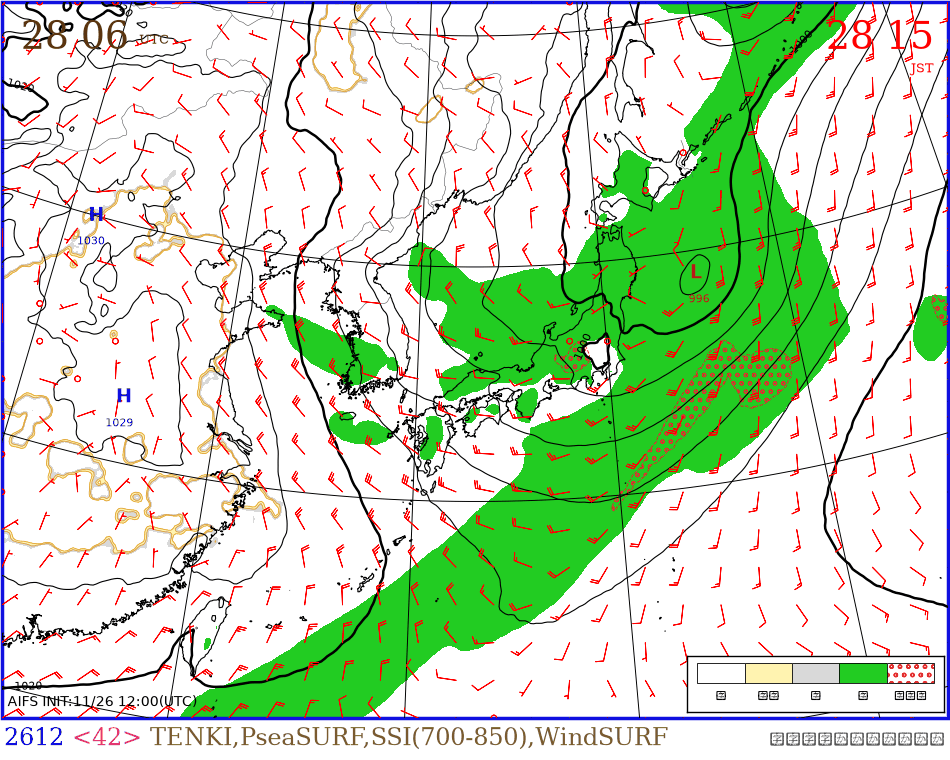 28 06 UTC
28 15
JST
1000
1020
H
1030
L
996
1000
H
1029
1020
AIFS INIT:11/26 12:00(UTC)
2612 <42> TENKI,PseaSURF,SSI(700-850),WindSURF